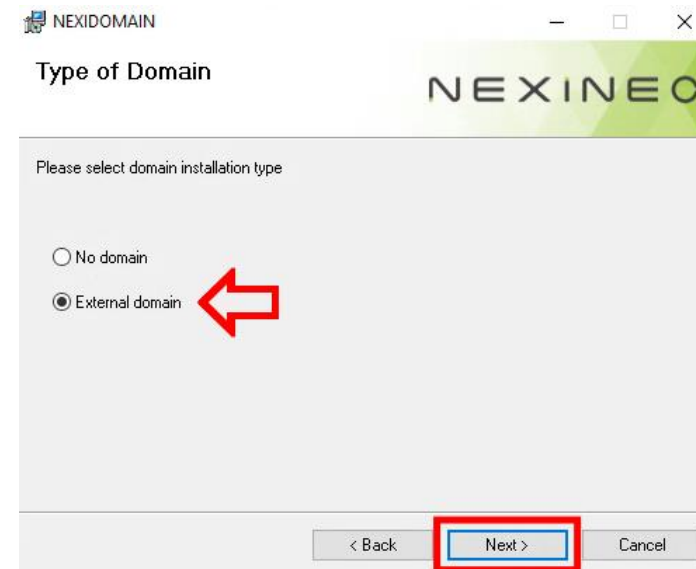 NEXIDOMAIN
Type of Domain
NEXINEO
Please select domain installation type
No domain
External domain
< Back
Next >
Cancel